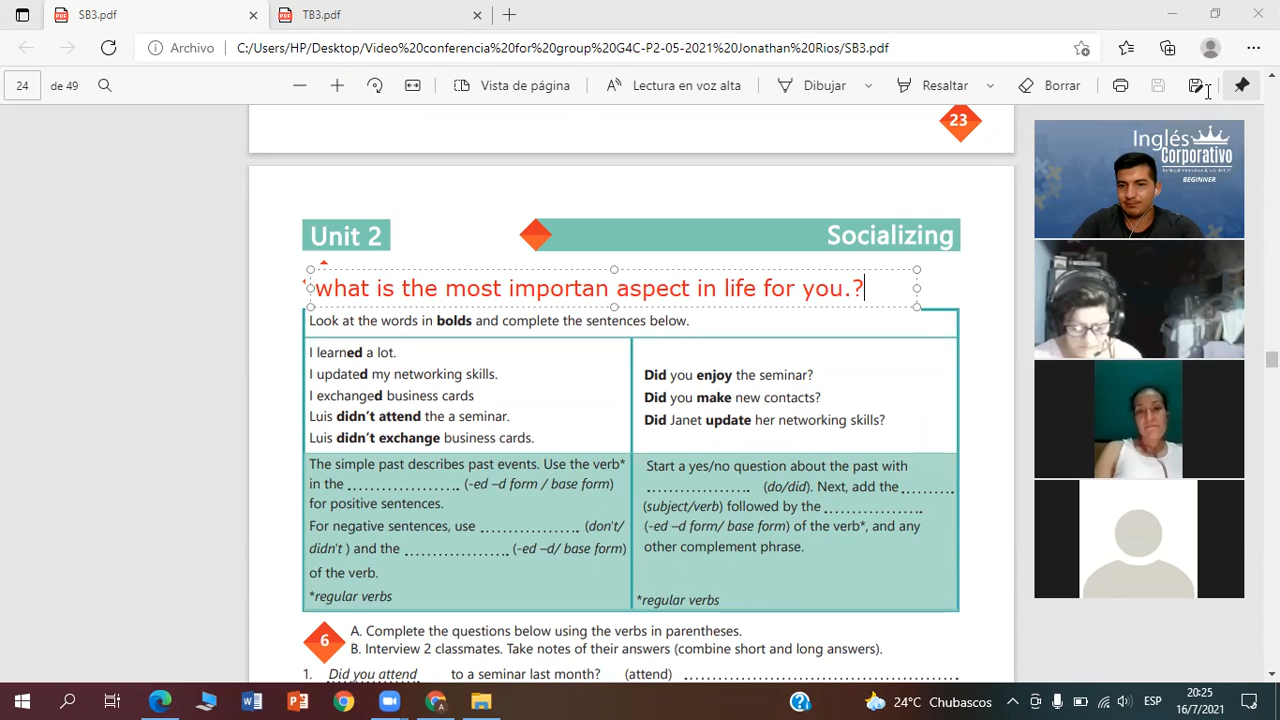 SB3.pdf
TB3.pdf
Archivo
C:/Users/HP/Desktop/Video%20conferencia%20for%20group%20G4C-P2-05-2021%20Jonathan%20Rios/SB3.pdf
24 de 49
Vista de página
Lectura en voz alta
Dibujar
Resaltar
Borrar
23
Inglés
Corporativo
BEGINNER
Unit 2
Socializing
what is the most importan aspect in life for you.?
Look at the words in bolds and complete the sentences below.
I learned a lot.
I updated my networking skills.
I exchanged business cards
Luis didn't attend the a seminar.
Luis didn't exchange business cards.
Did you enjoy the seminar?
Did you make new contacts?
Did Janet update her networking skills?
The simple past describes past events. Use the verb*
in the .................... (-ed –d form / base form)
for positive sentences.
For negative sentences, use .................. (don't/
didn't ) and the ................... (-ed –d/ base form)
of the verb.
*regular verbs
Start a yes/no question about the past with
................... (do/did). Next, add the .........
(subject/verb) followed by the ..................
(-ed –d form/ base form) of the verb*, and any
other complement phrase.
*regular verbs
6
A. Complete the questions below using the verbs in parentheses.
B. Interview 2 classmates. Take notes of their answers (combine short and long answers).
1. Did you attend to a seminar last month? (attend) ..................................................
24°C Chubascos
ESP
20:25
16/7/2021